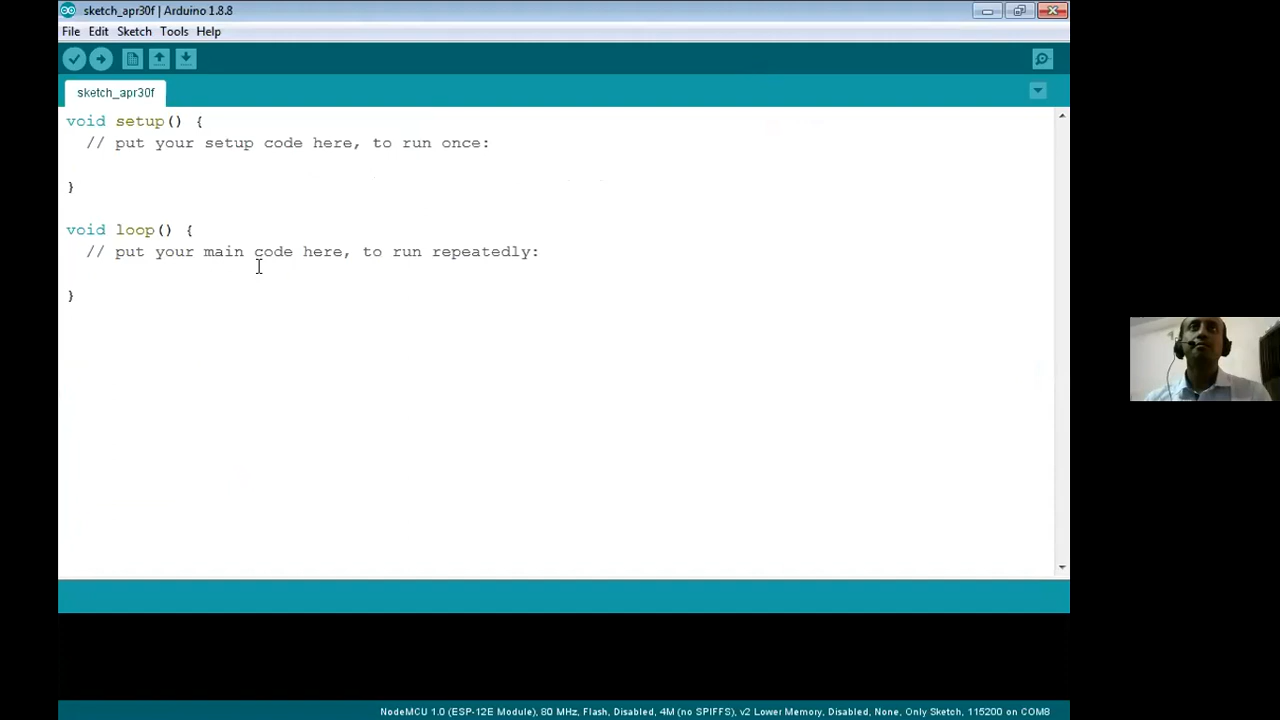 sketch_apr30f | Arduino 1.8.8
File Edit Sketch Tools Help
sketch_apr30f
void setup() {
// put your setup code here, to run once:
}
void loop() {
// put your main code here, to run repeatedly:
}
NodeMCU 1.0 (ESP-12E Module), 80 MHz, Flash, Disabled, 4M (no SPIFFS), v2 Lower Memory, Disabled, None, Only Sketch, 115200 on COM8